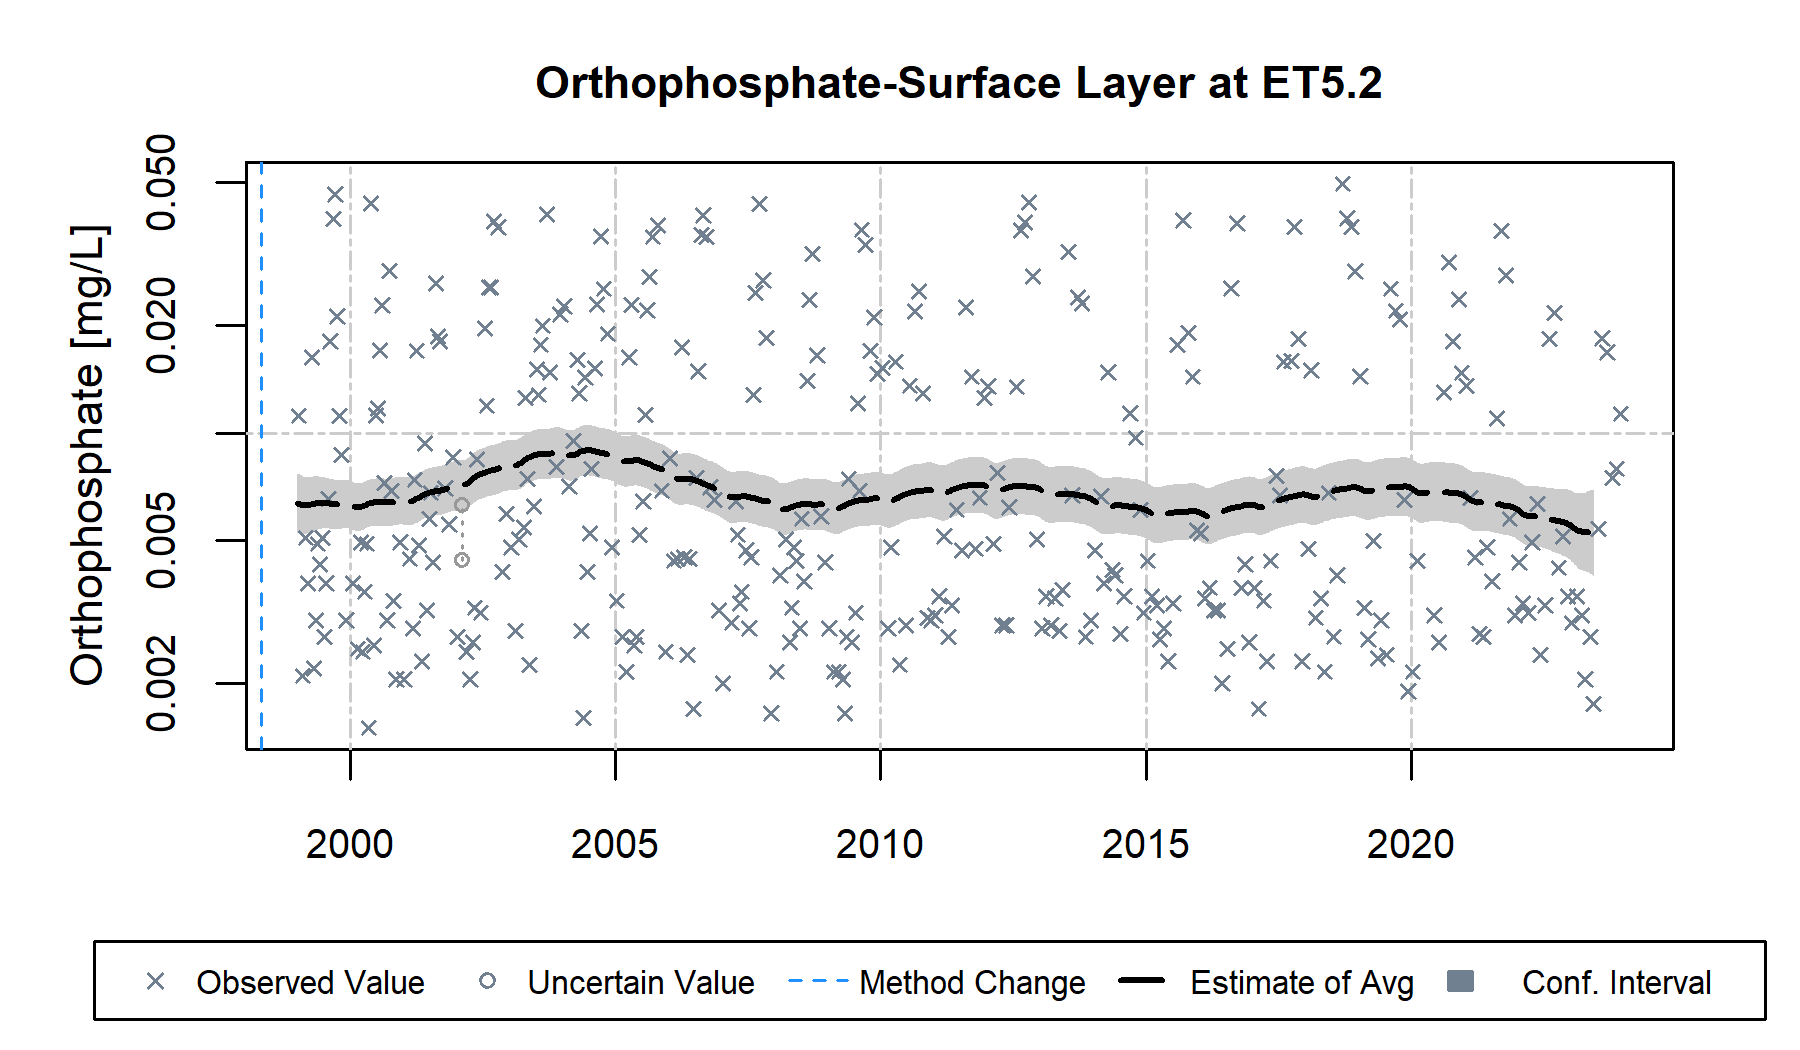 Orthophosphate-Surface Layer at ET5.2
Orthophosphate [mg/L]
0.050
0.020
0.005
0.002
2000 2005 2010 2015 2020
Observed Value Uncertain Value Method Change Estimate of Avg Conf. Interval